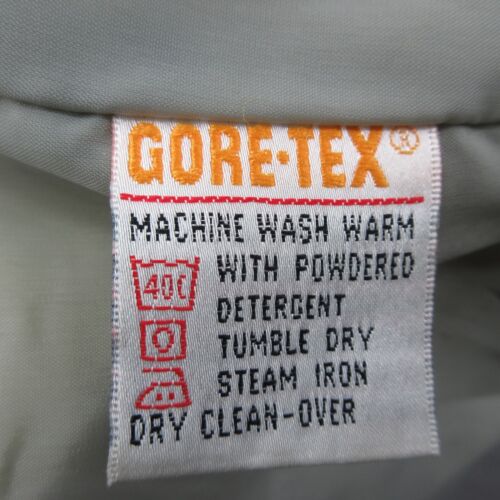 GORE-TEX®
MACHINE WASH WARM
40C WITH POWDERED
DETERGENT
TUMBLE DRY
STEAM IRON
DRY CLEAN-OVER